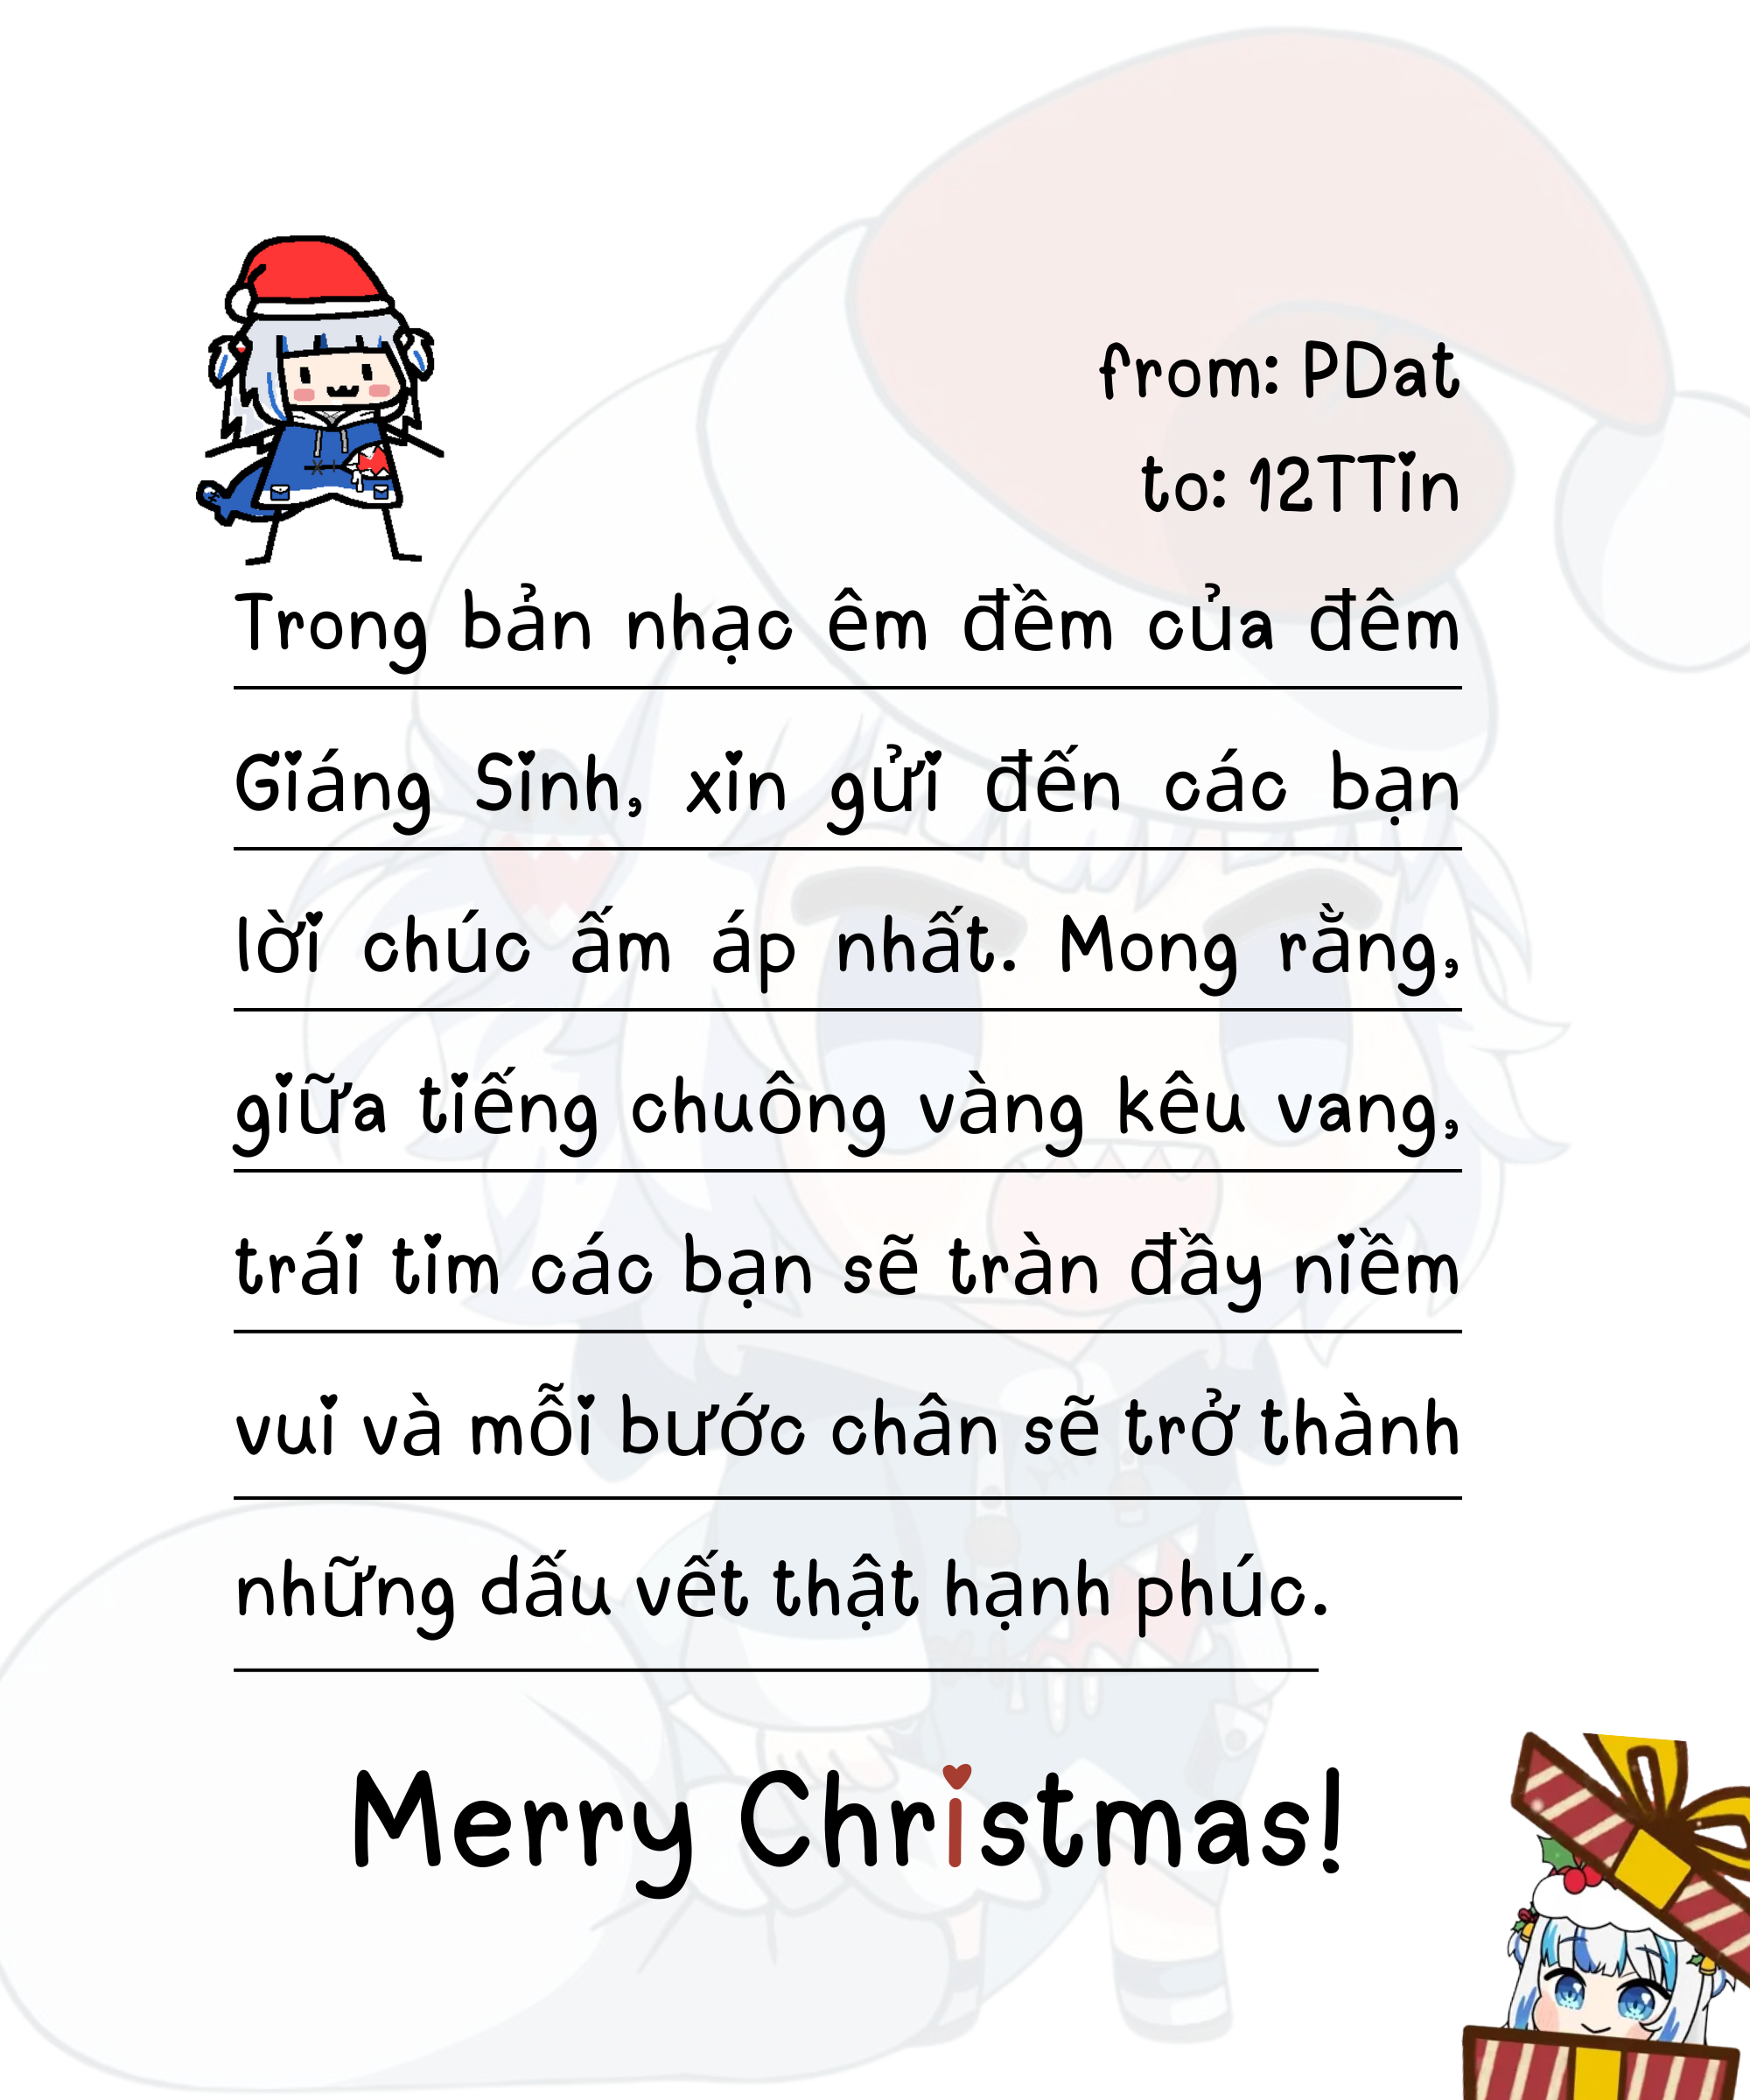 from: PDat
to: 12TTin
Trong bản nhạc êm đềm của đêm
Giáng Sinh, xin gửi đến các bạn
lời chúc ấm áp nhất. Mong rằng,
giữa tiếng chuông vàng kêu vang,
trái tim các bạn sẽ tràn đầy niềm
vui và mỗi bước chân sẽ trở thành
những dấu vết thật hạnh phúc.
Merry Christmas!